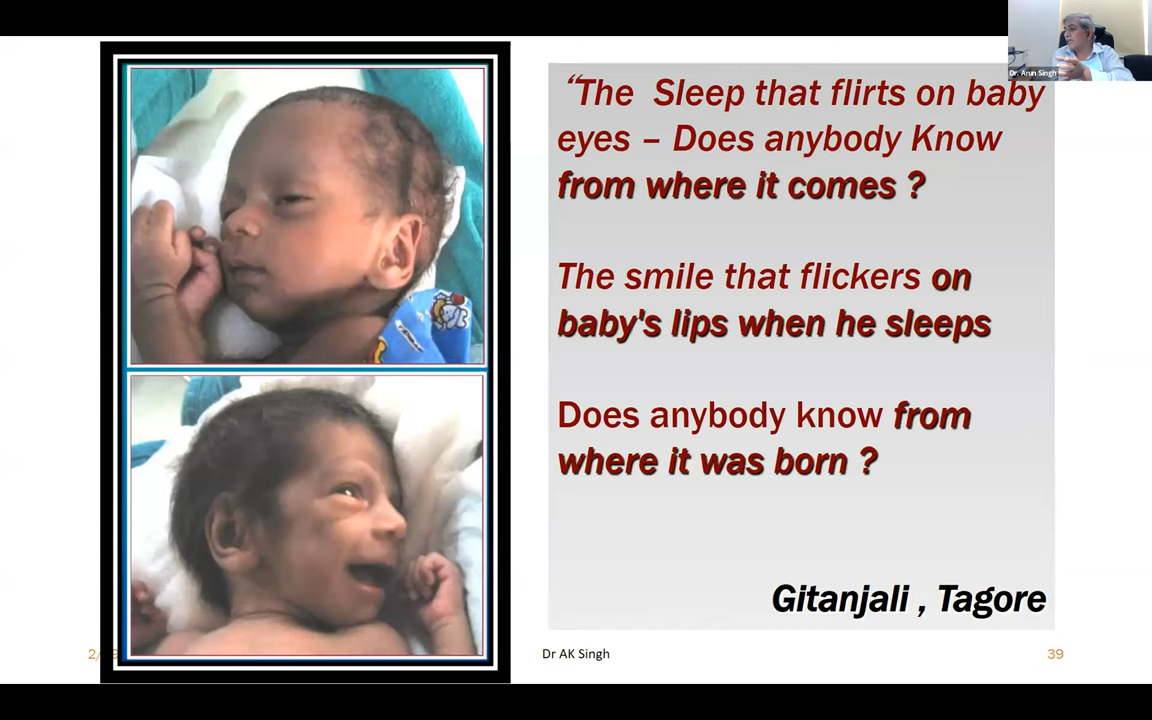 Dr. Arun Singh
“The Sleep that flirts on baby
eyes – Does anybody Know
from where it comes ?
The smile that flickers on
baby's lips when he sleeps
Does anybody know from
where it was born ?
Gitanjali , Tagore
Dr AK Singh
39